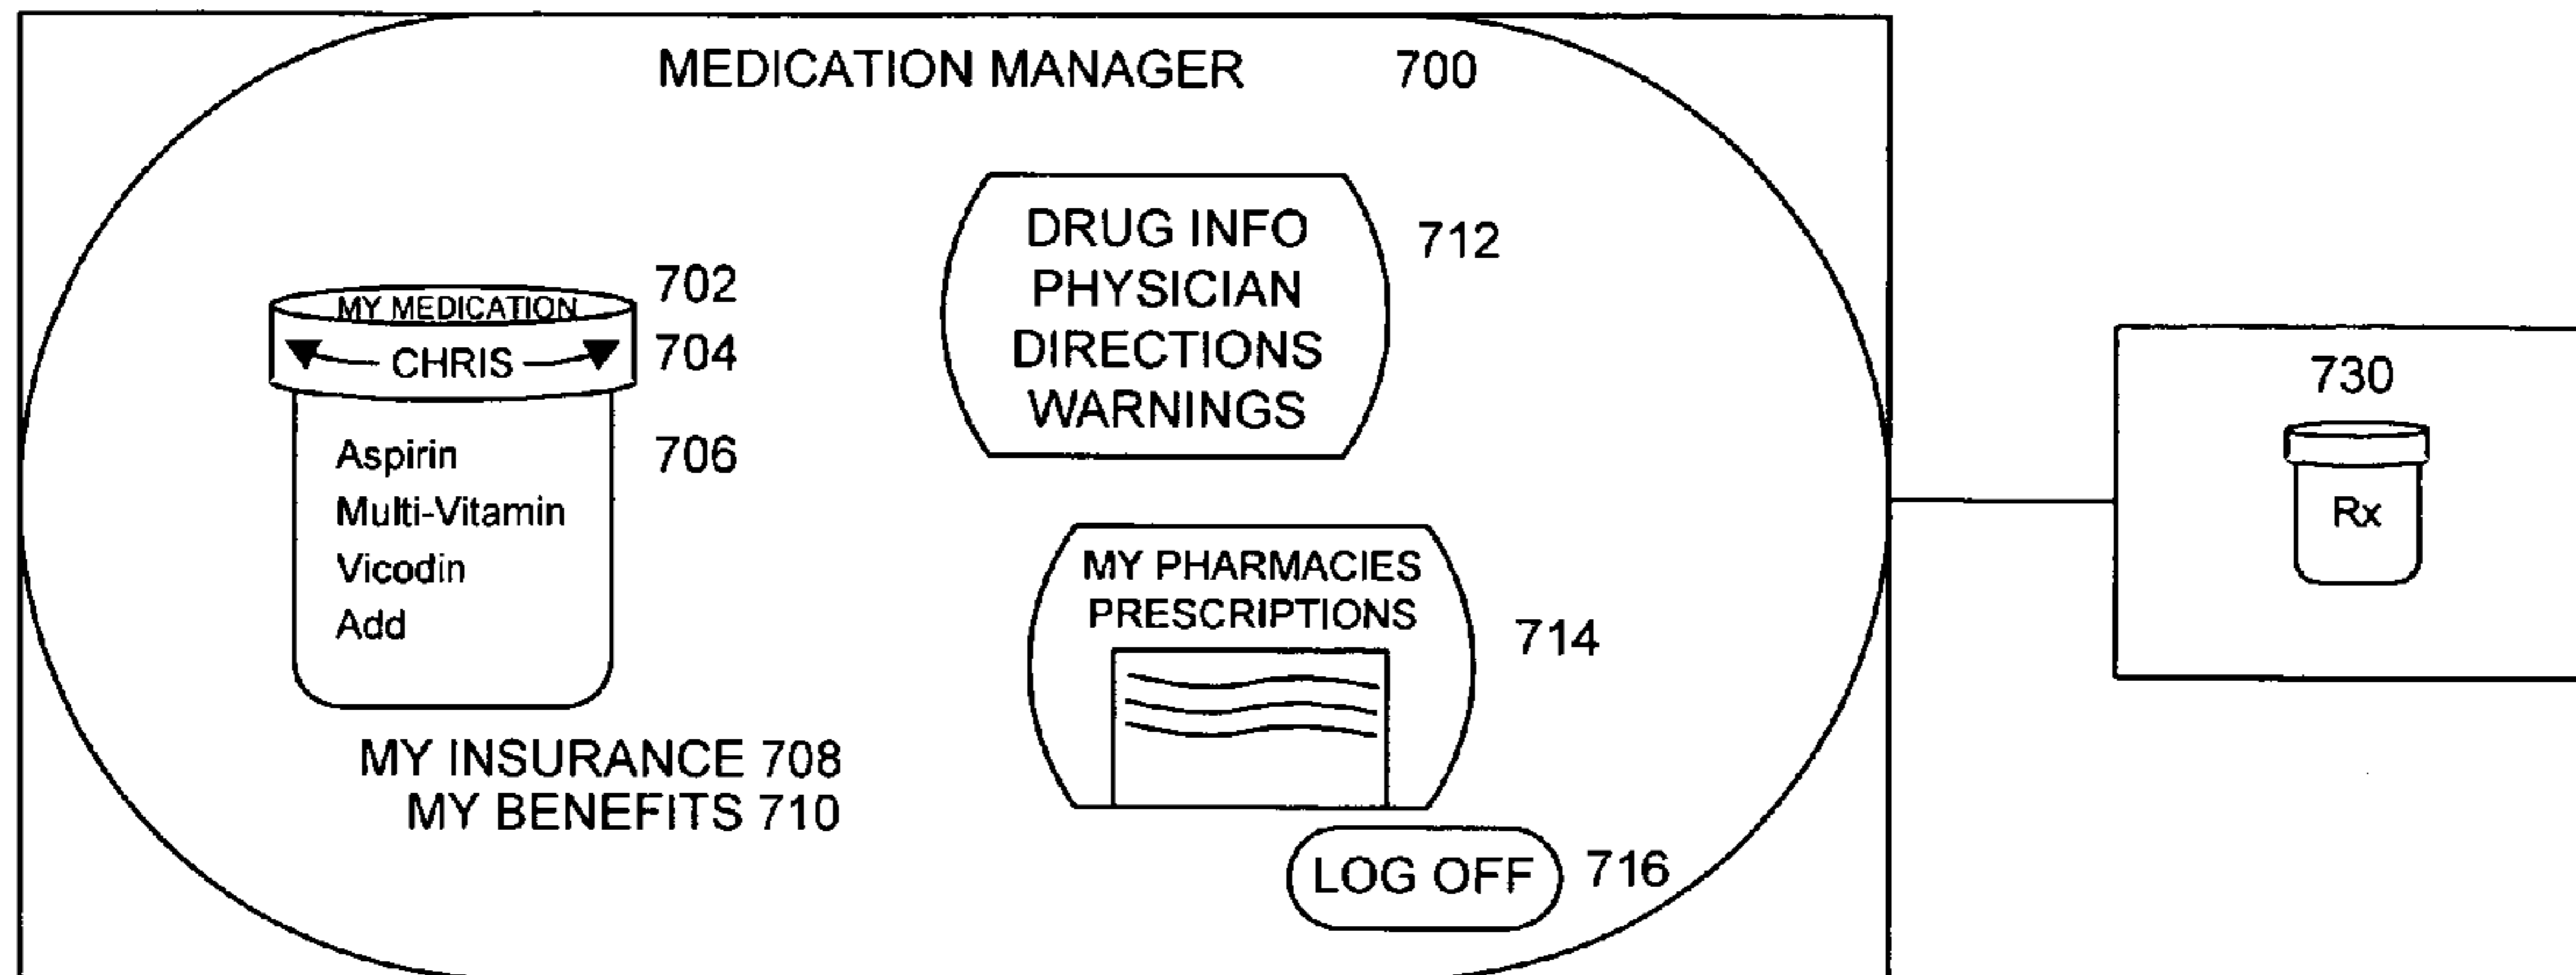 MEDICATION MANAGER 700
MY MEDICATION 702
CHRIS 704
Aspirin 706
Multi-Vitamin
Vicodin
Add
MY INSURANCE 708
MY BENEFITS 710
DRUG INFO 712
PHYSICIAN
DIRECTIONS
WARNINGS
MY PHARMACIES
PRESCRIPTIONS
714
LOG OFF 716
730
Rx